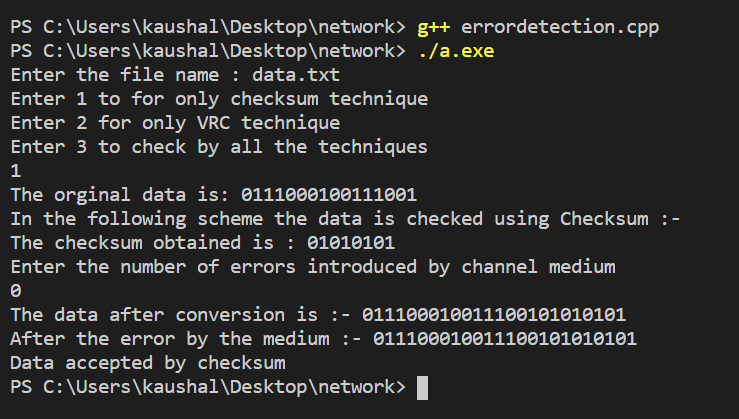 PS C:\Users\kaushal\Desktop\network> g++ errordetection.cpp
PS C:\Users\kaushal\Desktop\network> ./a.exe
Enter the file name : data.txt
Enter 1 to for only checksum technique
Enter 2 for only VRC technique
Enter 3 to check by all the techniques
1
The orginal data is: 0111000100111001
In the following scheme the data is checked using Checksum :-
The checksum obtained is : 01010101
Enter the number of errors introduced by channel medium
0
The data after conversion is :- 011100010011100101010101
After the error by the medium :- 011100010011100101010101
Data accepted by checksum
PS C:\Users\kaushal\Desktop\network>